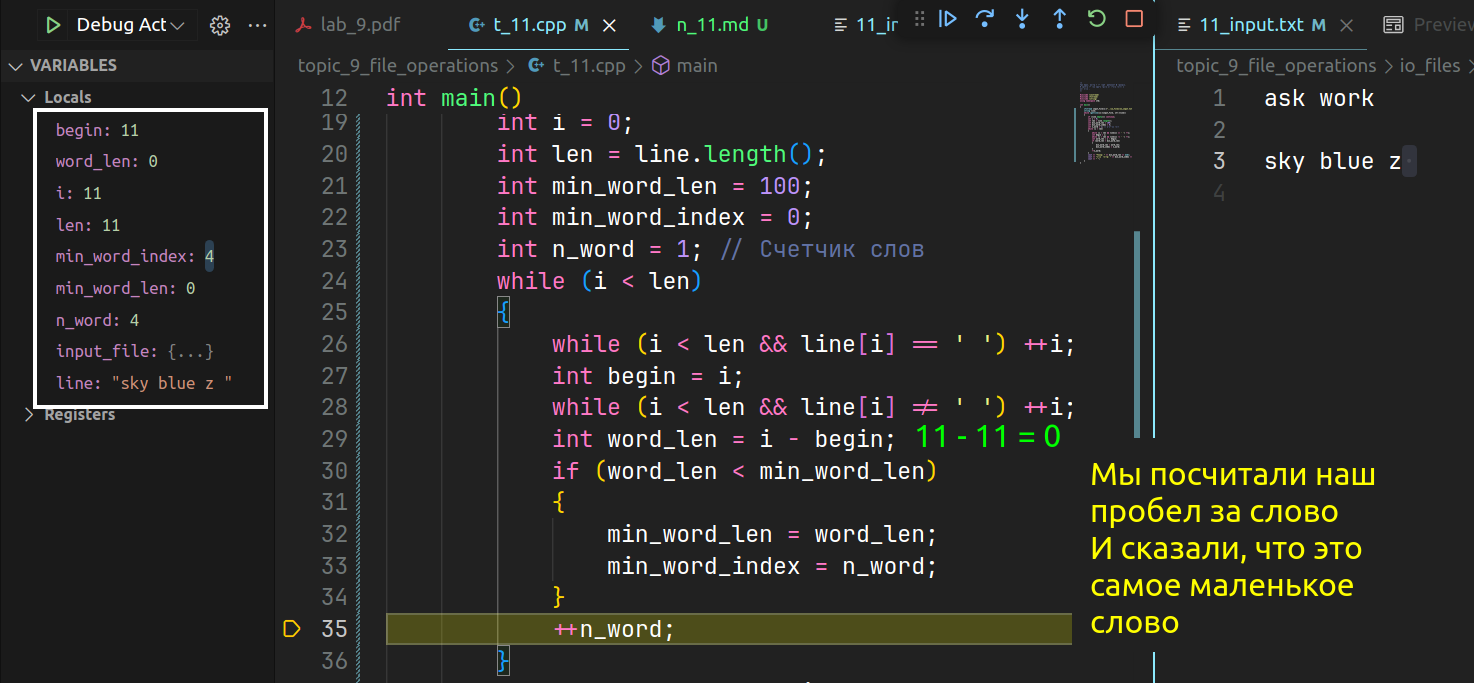 Debug Act
lab_9.pdf
t_11.cpp M
n_11.md U
11_ir
11_input.txt M
Preview
VARIABLES
topic_9_file_operations > t_11.cpp > main
topic_9_file_operations > io_files >
Locals
begin: 11
word_len: 0
i: 11
len: 11
min_word_index: 4
min_word_len: 0
n_word: 4
input_file: {...}
line: "sky blue z "
Registers
12 int main()
19 int i = 0;
20 int len = line.length();
21 int min_word_len = 100;
22 int min_word_index = 0;
23 int n_word = 1; // Счетчик слов
24 while (i < len)
25 {
26 while (i < len && line[i] == ' ') ++i;
27 int begin = i;
28 while (i < len && line[i] != ' ') ++i;
29 int word_len = i - begin; 11 - 11 = 0
30 if (word_len < min_word_len)
31 {
32 min_word_len = word_len;
33 min_word_index = n_word;
34 }
35 ++n_word;
36 }
1 ask work
2
3 sky blue z
4
Мы посчитали наш
пробел за слово
И сказали, что это
самое маленькое
слово